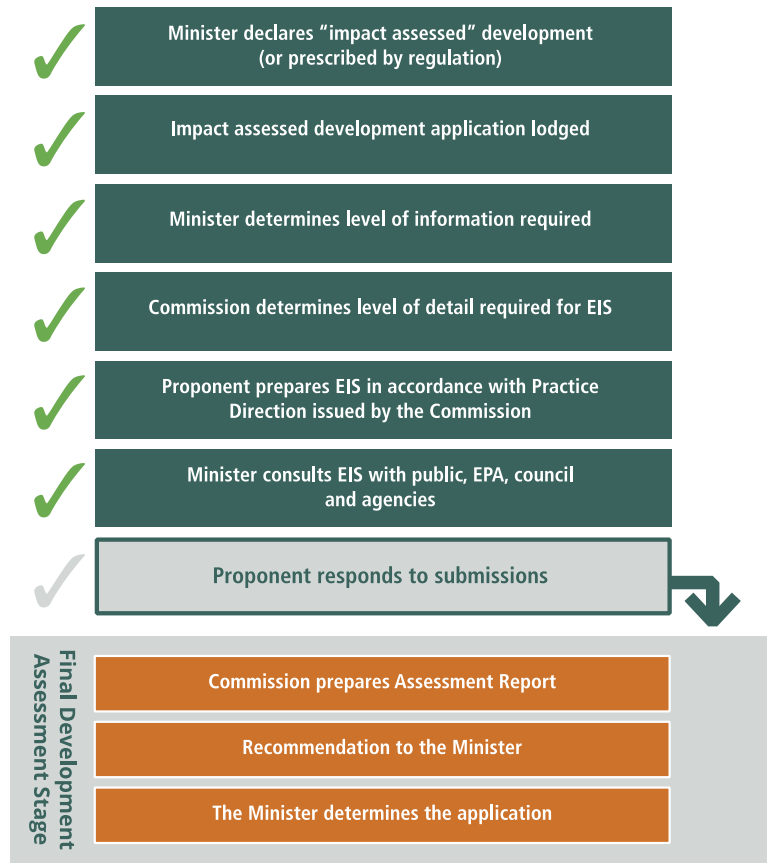 Minister declares “impact assessed” development
(or prescribed by regulation)
Impact assessed development application lodged
Minister determines level of information required
Commission determines level of detail required for EIS
Proponent prepares EIS in accordance with Practice
Direction issued by the Commission
Minister consults EIS with public, EPA, council
and agencies
Proponent responds to submissions
Final Development
Assessment Stage
Commission prepares Assessment Report
Recommendation to the Minister
The Minister determines the application